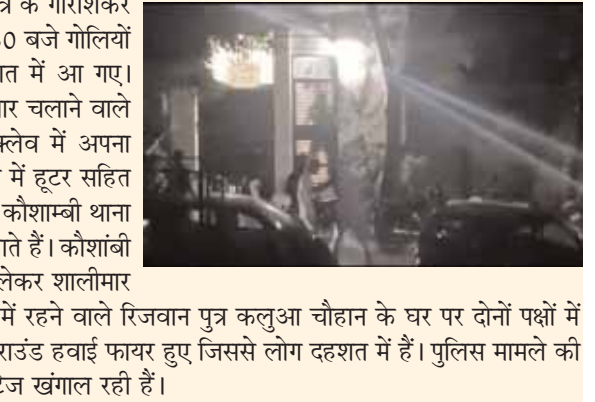 के गौरीशंकर
बजे गोलियों
में आ गए।
चलाने वाले
में अपना
में हूटर सहित
कौशाम्बी थाना
हैं। कौशांबी
लेकर शालीमार
में रहने वाले रिजवान पुत्र कलुआ चौहान के घर पर दोनों पक्षों में
राउंड हवाई फायर हुए जिससे लोग दहशत में हैं। पुलिस मामले की
खंगाल रही हैं।